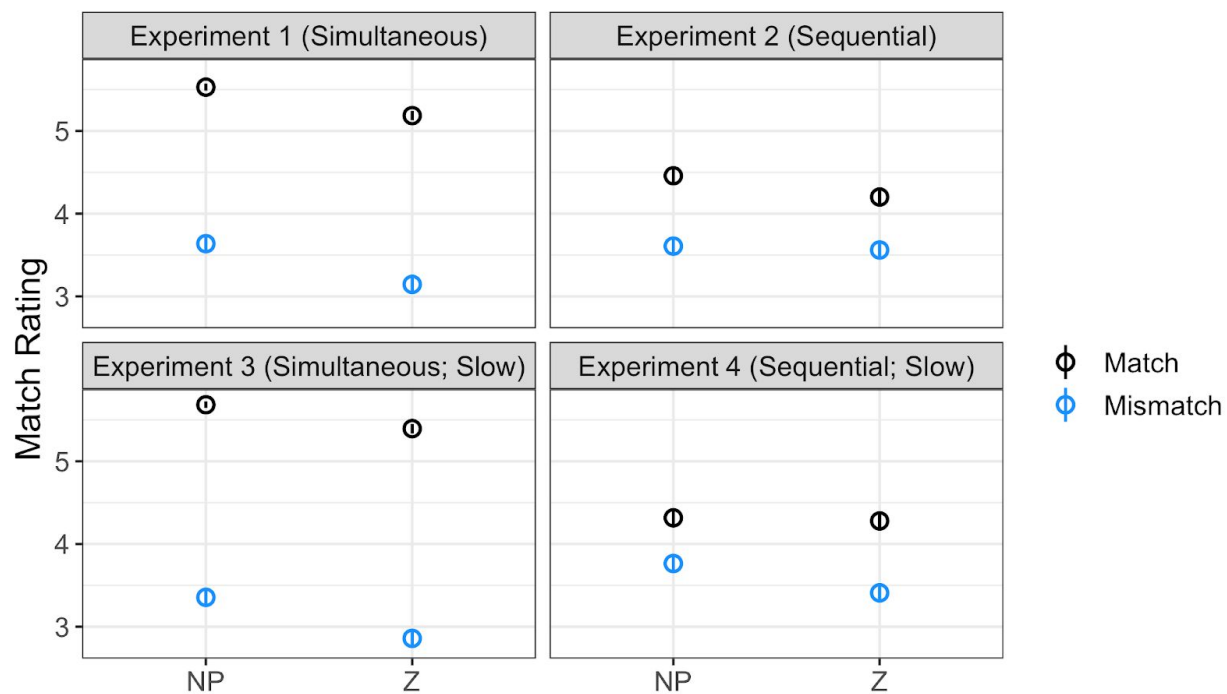 Experiment 1 (Simultaneous)
Experiment 2 (Sequential)
5
4
3
Experiment 3 (Simultaneous; Slow)
Experiment 4 (Sequential; Slow)
5
4
3
Match Rating
NP
Z
NP
Z
Match
Mismatch